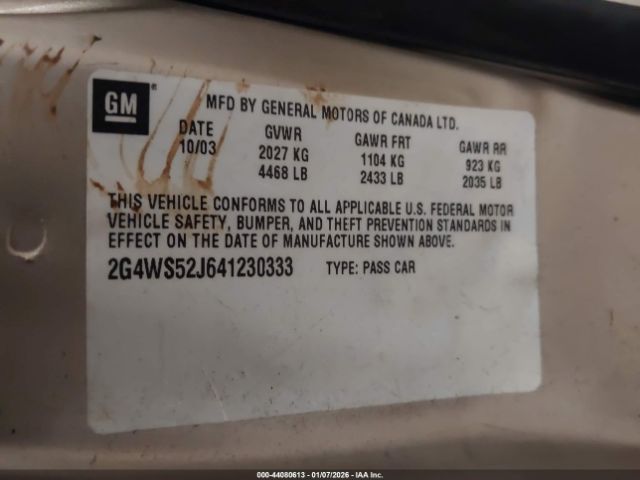 GM ®
MFD BY GENERAL MOTORS OF CANADA LTD.
DATE GVWR GAWR FRT GAWR RR
10/03 2027 KG 1104 KG 923 KG
4468 LB 2433 LB 2035 LB
THIS VEHICLE CONFORMS TO ALL APPLICABLE U.S. FEDERAL MOTOR
VEHICLE SAFETY, BUMPER, AND THEFT PREVENTION STANDARDS IN
EFFECT ON THE DATE OF MANUFACTURE SHOWN ABOVE.
2G4WS52J641230333 TYPE: PASS CAR
000-44080613 - 01/07/2026 - IAA Inc.